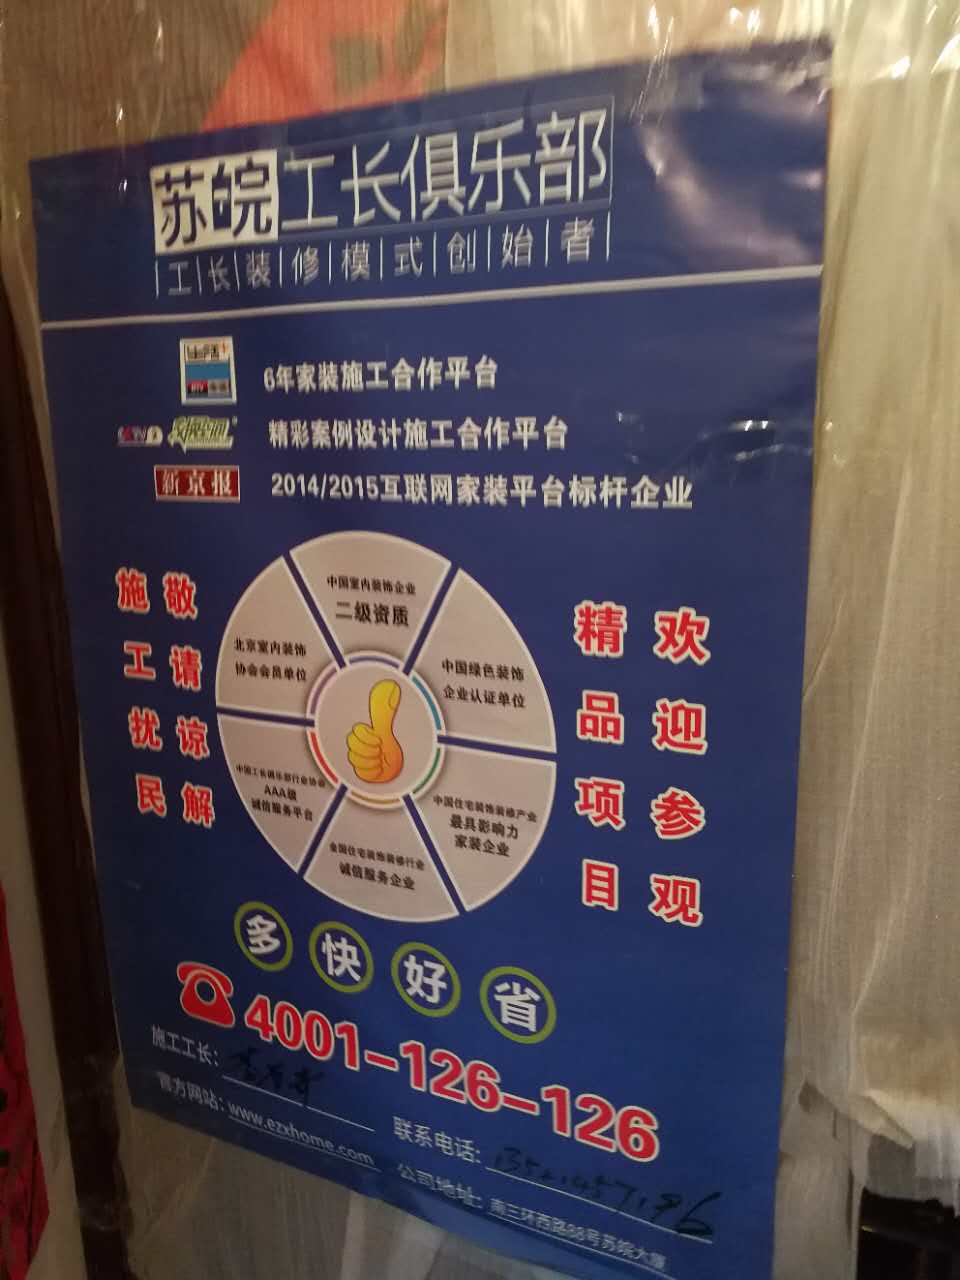 苏皖工长俱乐部
工长装修模式创始者
生活+
6年家装施工合作平台
CCTV2
交换空间
精彩案例设计施工合作平台
新京报
2014/2015互联网家装平台标杆企业
施工扰民
敬请谅解
中国室内装饰企业
二级资质
北京室内装饰
协会会员单位
中国绿色装饰
企业认证单位
中国工长俱乐部行业协会
AAA级
诚信服务平台
中国住宅装饰装修产业
最具影响力
家装企业
全国住宅装饰装修行业
诚信服务企业
精品项目
欢迎参观
多快好省
4001-126-126
施工工长：
官方网站：www.ezxhome.com
联系电话：
公司地址：南三环西路88号苏皖大厦